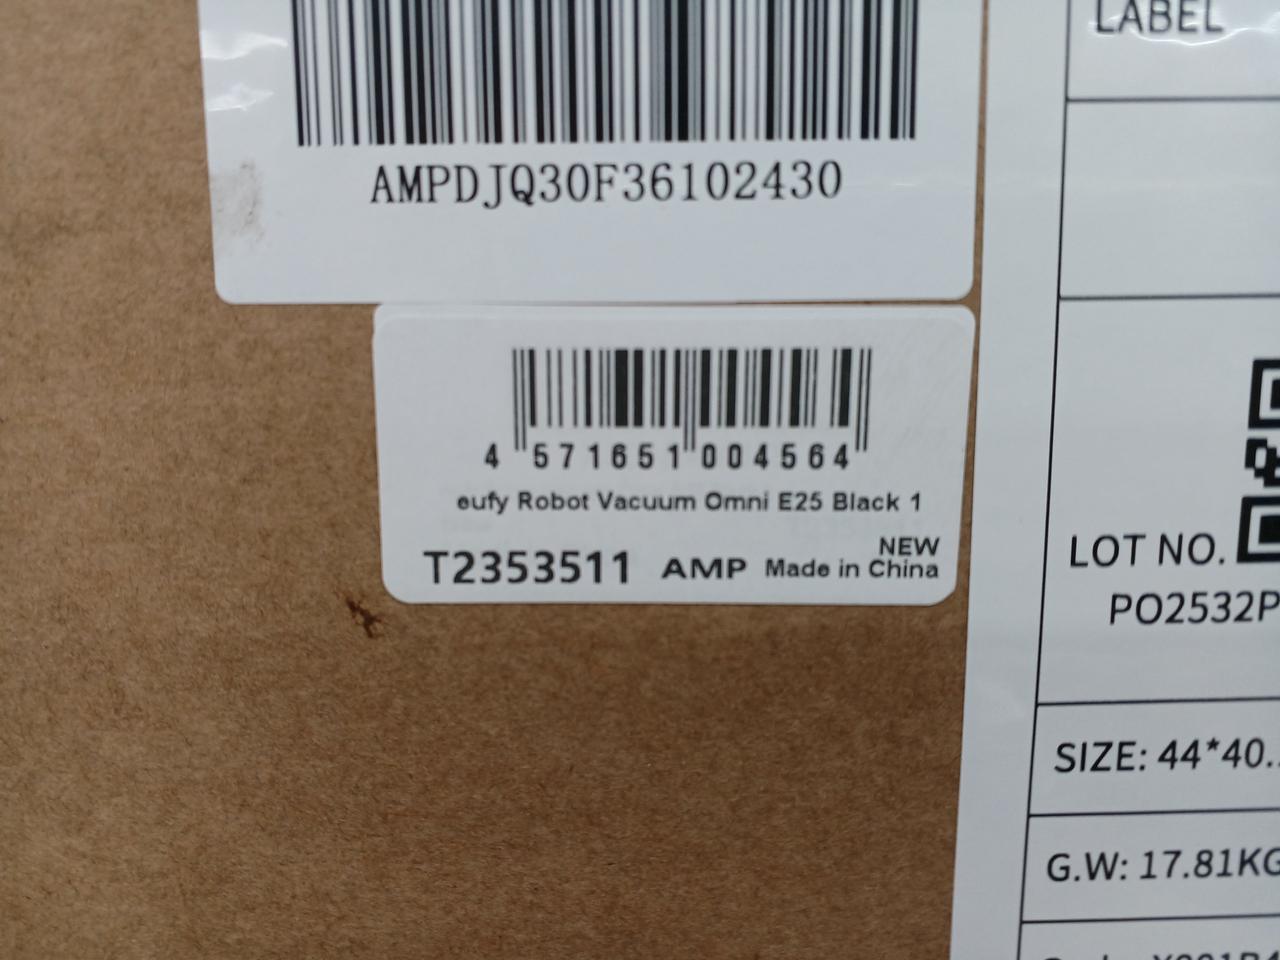 AMPDJQ30F36102430
4 571651 004564
eufy Robot Vacuum Omni E25 Black 1
NEW
T2353511 AMP Made in China
LABEL
LOT NO.
PO2532P
SIZE: 44*40..
G.W: 17.81KG